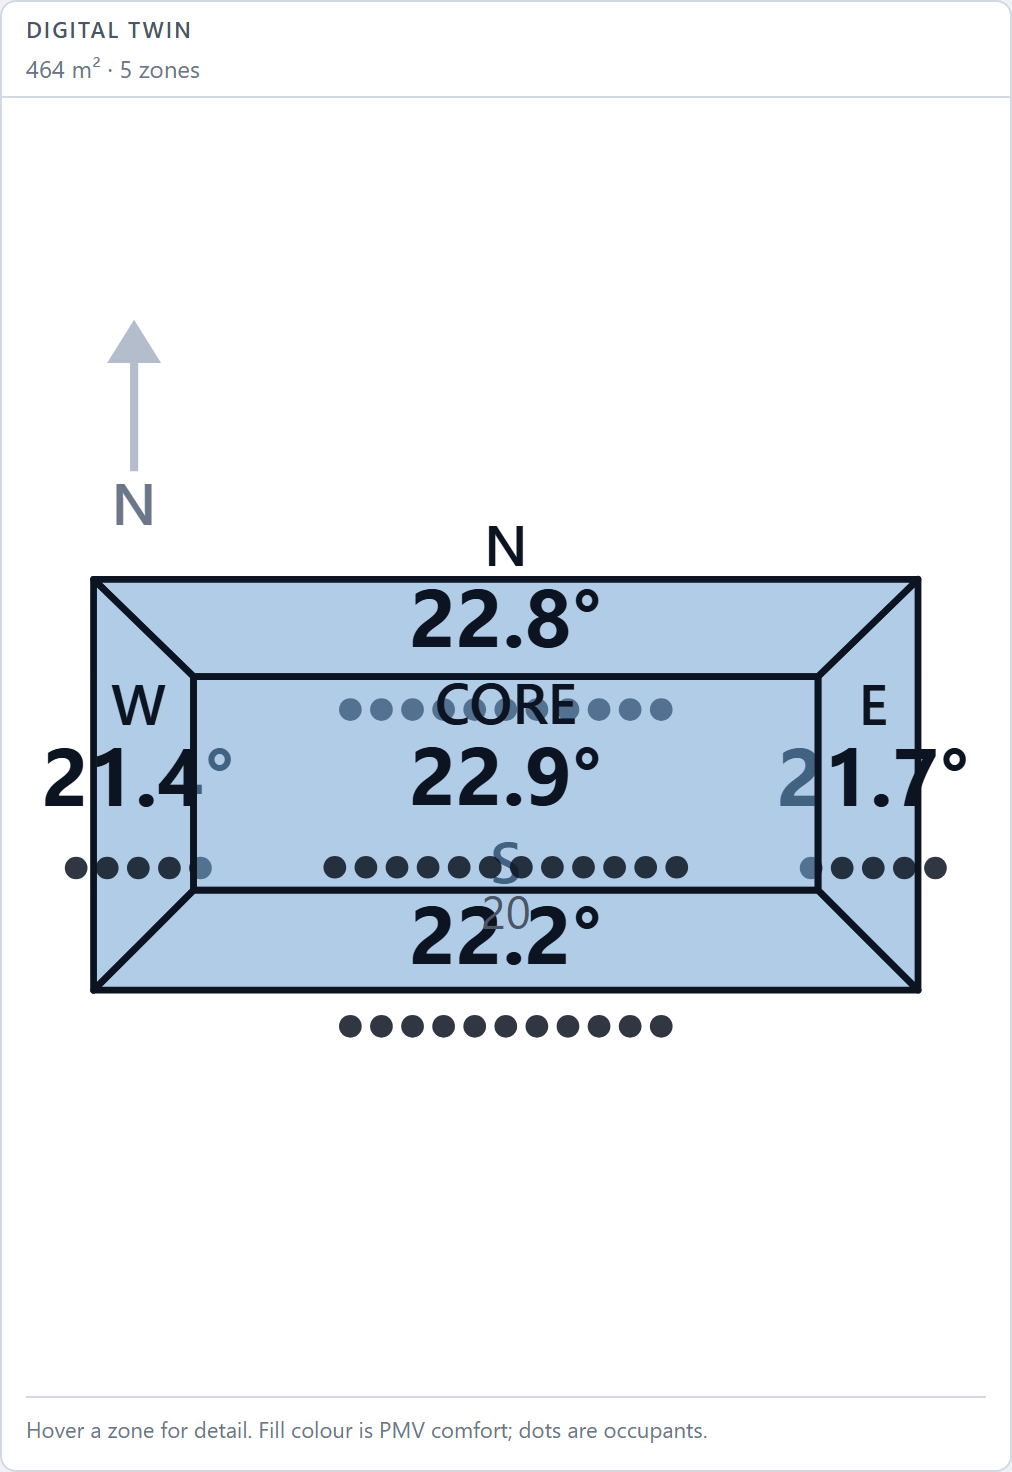 DIGITAL TWIN
464 m² · 5 zones
N
N
22.8°
W
CORE
E
21.4°
22.9°
21.7°
S
20
22.2°
Hover a zone for detail. Fill colour is PMV comfort; dots are occupants.